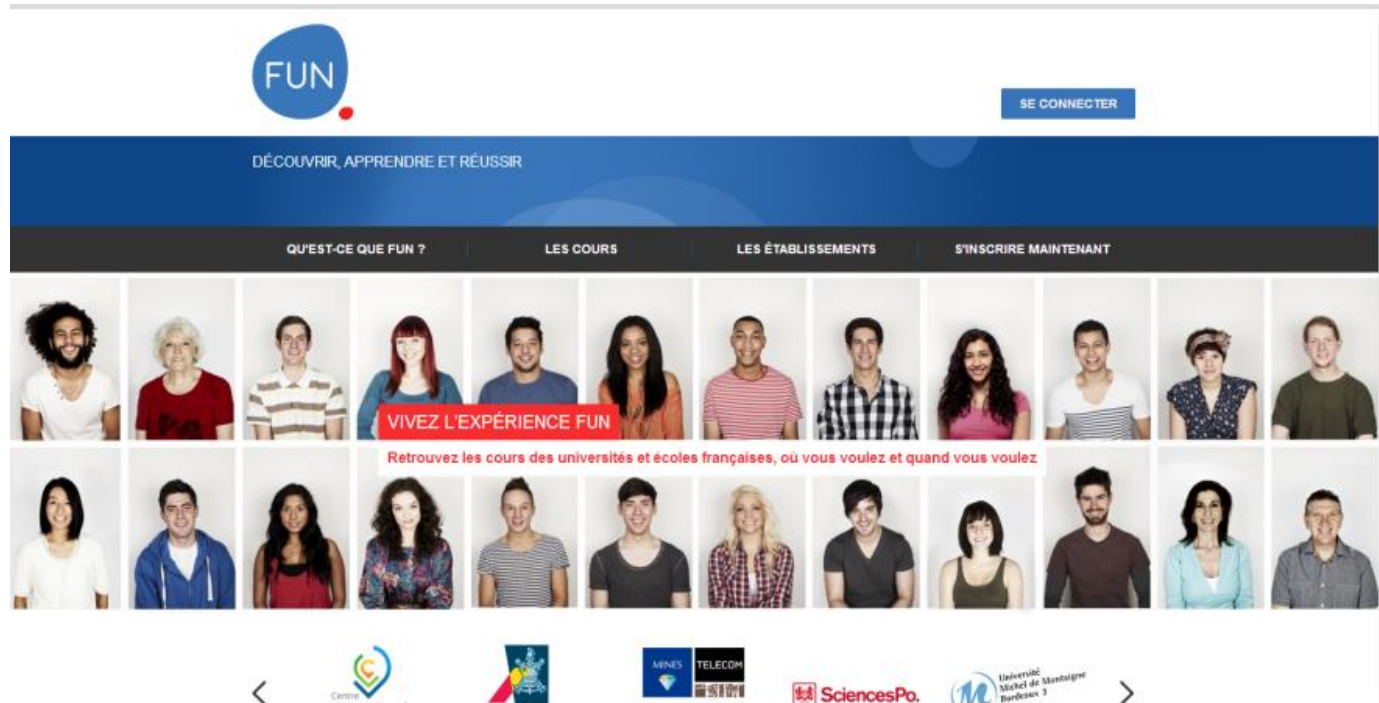 FUN
SE CONNECTER
DÉCOUVRIR, APPRENDRE ET RÉUSSIR
QU'EST-CE QUE FUN ?
LES COURS
LES ÉTABLISSEMENTS
S'INSCRIRE MAINTENANT
VIVEZ L'EXPÉRIENCE FUN
Retrouvez les cours des universités et écoles françaises, où vous voulez et quand vous voulez
Centre
MINES
TELECOM
SciencesPo.
Université
Michel de Montaigne
Bordeaux 3